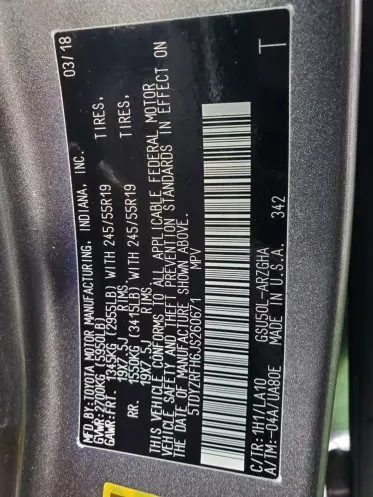 MFD.BY:TOYOTA MOTOR MANUFACTURING, INDIANA, INC. 03/18
GVWR:2700KG(5950LB)
GAWR:FRT. 1345KG(2955LB) WITH 245/55R19 TIRES,
19X7.5J RIMS
RR. 1550KG(3415LB) WITH 245/55R19 TIRES,
19X7.5J RIMS.
THIS VEHICLE CONFORMS TO ALL APPLICABLE FEDERAL MOTOR
VEHICLE SAFETY AND THEFT PREVENTION STANDARDS IN EFFECT ON
THE DATE OF MANUFACTURE SHOWN ABOVE.
5TDYZRFH6JS260671 MPV
C/TR:1H1/LA10 GSU50L-ARZGHA T
A/TM:-04A/UA80E MADE IN U.S.A. 342